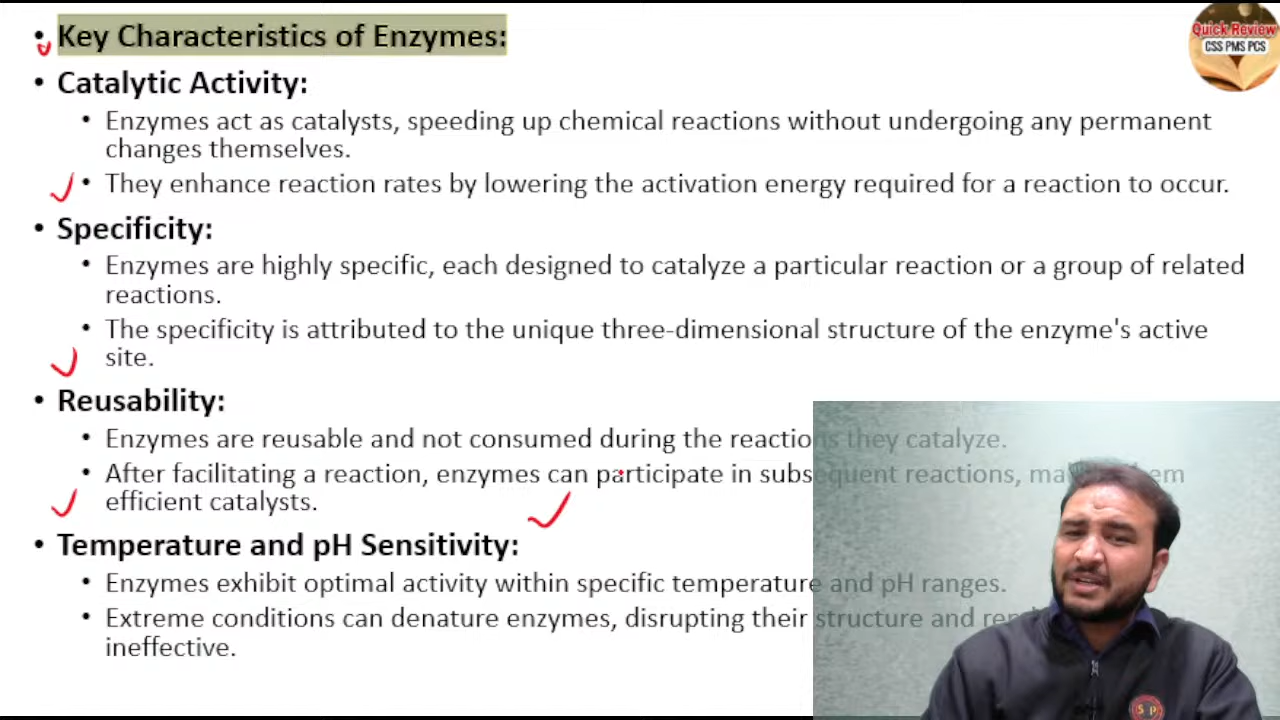 • Key Characteristics of Enzymes:
• Catalytic Activity:
• Enzymes act as catalysts, speeding up chemical reactions without undergoing any permanent
changes themselves.
• They enhance reaction rates by lowering the activation energy required for a reaction to occur.
• Specificity:
• Enzymes are highly specific, each designed to catalyze a particular reaction or a group of related
reactions.
• The specificity is attributed to the unique three-dimensional structure of the enzyme's active
site.
• Reusability:
• Enzymes are reusable and not consumed during the reactions they catalyze.
• After facilitating a reaction, enzymes can participate in subsequent reactions,
efficient catalysts.
• Temperature and pH Sensitivity:
• Enzymes exhibit optimal activity within specific temperature and pH ranges.
• Extreme conditions can denature enzymes, disrupting their structure and
ineffective.
Quick Review
CSS PMS PCS